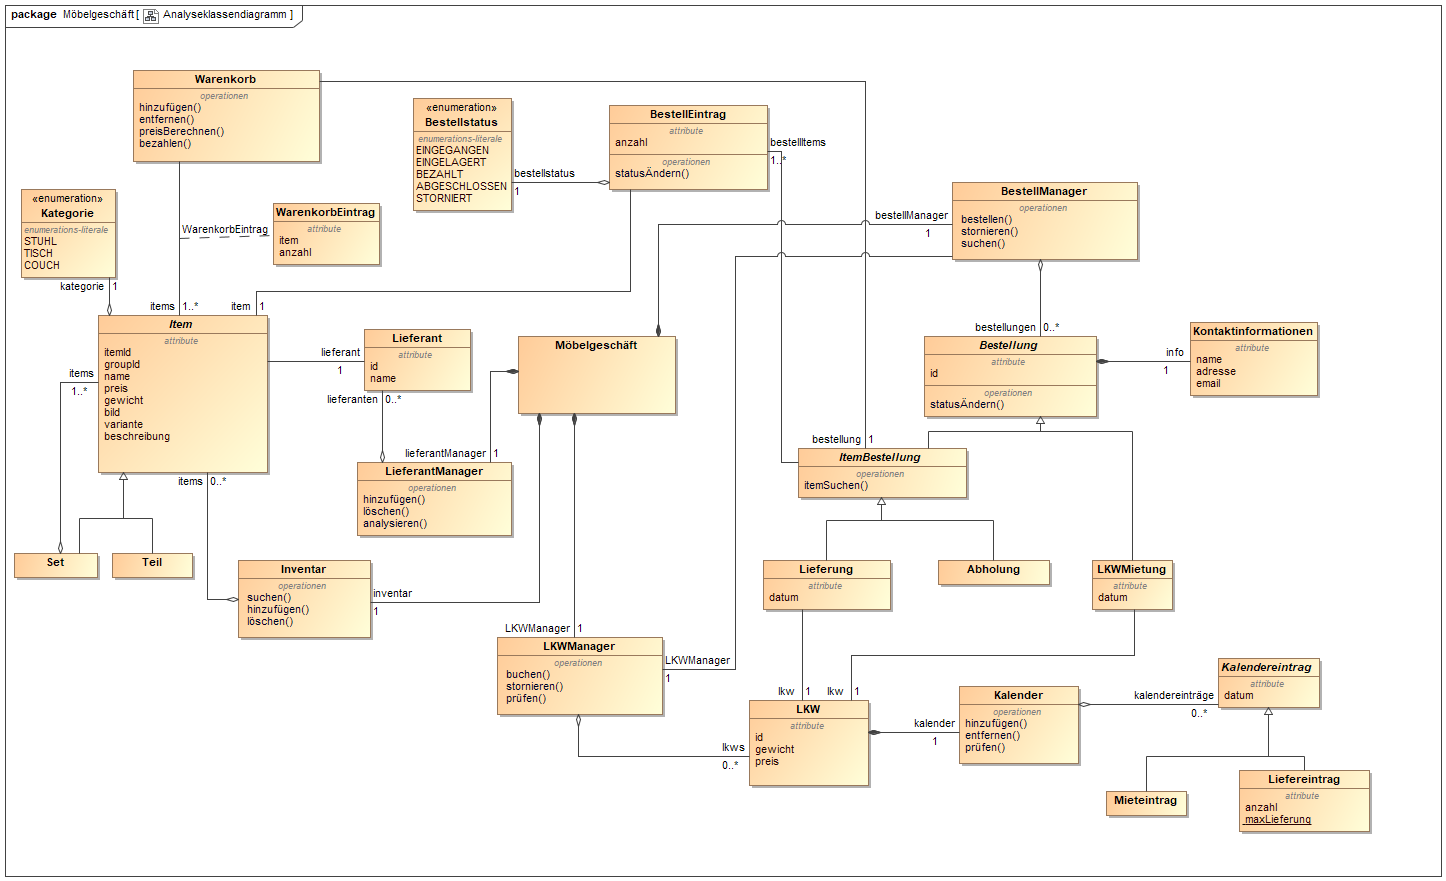 package Möbelgeschäft [ Analyseklassendiagramm ]
Warenkorb
operationen
hinzufügen()
entfernen()
preisBerechnen()
bezahlen()
«enumeration»
Bestellstatus
enumerations-literale
EINGEGANGEN
EINGELAGERT
BEZAHLT
ABGESCHLOSSEN
STORNIERT
bestellstatus
1
BestellEintrag
attribute
anzahl
operationen
statusÄndern()
bestellItems
1..*
BestellManager
operationen
bestellen()
stornieren()
suchen()
bestellManager
1
«enumeration»
Kategorie
enumerations-literale
STUHL
TISCH
COUCH
kategorie 1
WarenkorbEintrag
WarenkorbEintrag
attribute
item
anzahl
items 1..*
item 1
Item
attribute
itemId
groupId
name
preis
gewicht
bild
variante
beschreibung
items
1..*
lieferant
1
Lieferant
attribute
id
name
lieferanten 0..*
Möbelgeschäft
bestellungen 0..*
Bestellung
attribute
id
operationen
statusÄndern()
info
1
Kontaktinformationen
attribute
name
adresse
email
lieferantManager 1
LieferantManager
operationen
hinzufügen()
löschen()
analysieren()
bestellung 1
ItemBestellung
operationen
itemSuchen()
items 0..*
Set
Teil
Inventar
operationen
suchen()
hinzufügen()
löschen()
inventar
1
Lieferung
attribute
datum
Abholung
LKWMietung
attribute
datum
LKWManager 1
LKWManager
operationen
buchen()
stornieren()
prüfen()
LKWManager
1
lkw 1
lkw 1
lkws
0..*
LKW
attribute
id
gewicht
preis
kalender
1
Kalender
operationen
hinzufügen()
entfernen()
prüfen()
kalendereinträge
0..*
Kalendereintrag
attribute
datum
Mieteintrag
Liefereintrag
attribute
anzahl
maxLieferung